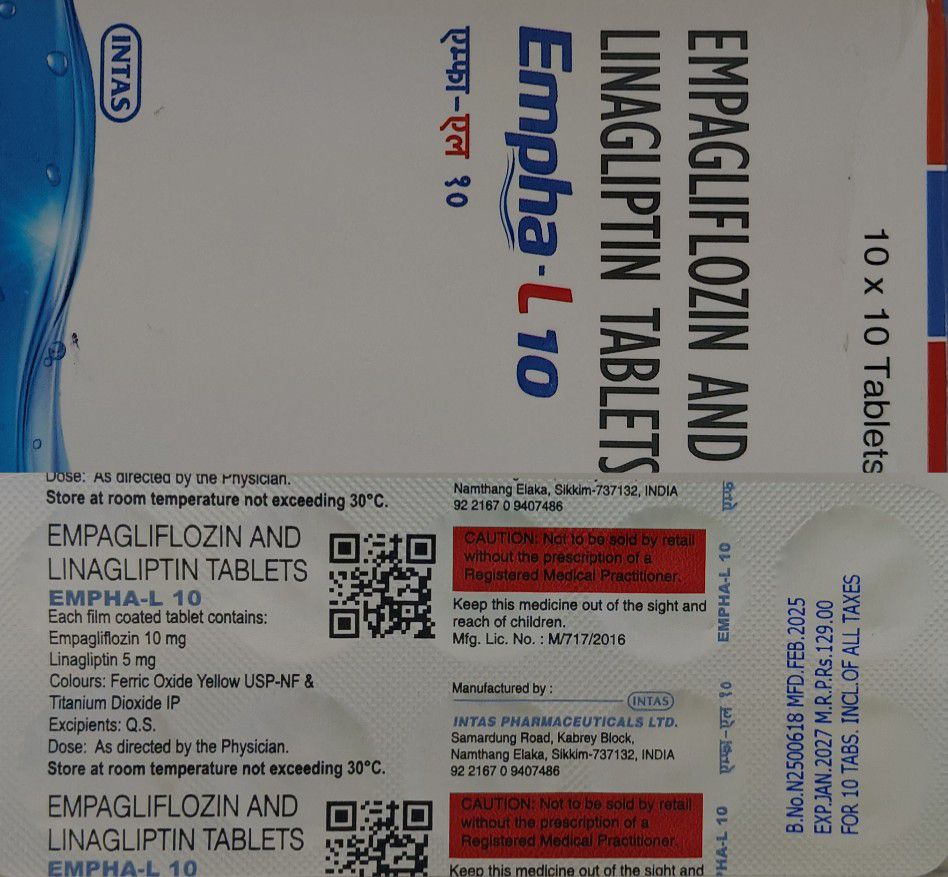 INTAS
EMPAGLIFLOZIN AND
LINAGLIPTIN TABLETS
Empha-L 10
एम्फा-एल १०
10 x 10 Tablets
Dose: As directed by the Physician.
Store at room temperature not exceeding 30°C.
EMPAGLIFLOZIN AND
LINAGLIPTIN TABLETS
EMPHA-L 10
Each film coated tablet contains:
Empagliflozin 10 mg
Linagliptin 5 mg
Colours: Ferric Oxide Yellow USP-NF &
Titanium Dioxide IP
Excipients: Q.S.
Dose: As directed by the Physician.
Store at room temperature not exceeding 30°C.
EMPAGLIFLOZIN AND
LINAGLIPTIN TABLETS
EMPHA-L 10
Namthang Elaka, Sikkim-737132, INDIA
92 2167 0 9407486
CAUTION: Not to be sold by retail
without the prescription of a
Registered Medical Practitioner.
Keep this medicine out of the sight and
reach of children.
Mfg. Lic. No. : M/717/2016
Manufactured by :
INTAS
INTAS PHARMACEUTICALS LTD.
Samardung Road, Kabrey Block,
Namthang Elaka, Sikkim-737132, INDIA
92 2167 0 9407486
CAUTION: Not to be sold by retail
without the prescription of a
Registered Medical Practitioner.
Keep this medicine out of the sight and
एम्फ
EMPHA-L 10
एम्फा-एल १०
PHA-L 10
B.No.N2500618 MFD.FEB.2025
EXP.JAN.2027 M.R.P.Rs.129.00
FOR 10 TABS. INCL.OF ALL TAXES